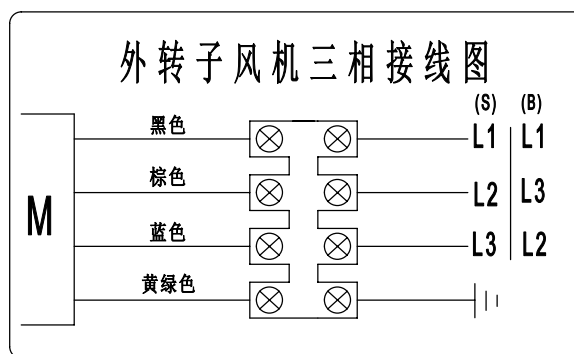 外转子风机三相接线图
(S) (B)
黑色 L1 L1
棕色 L2 L3
M
蓝色 L3 L2
黄绿色